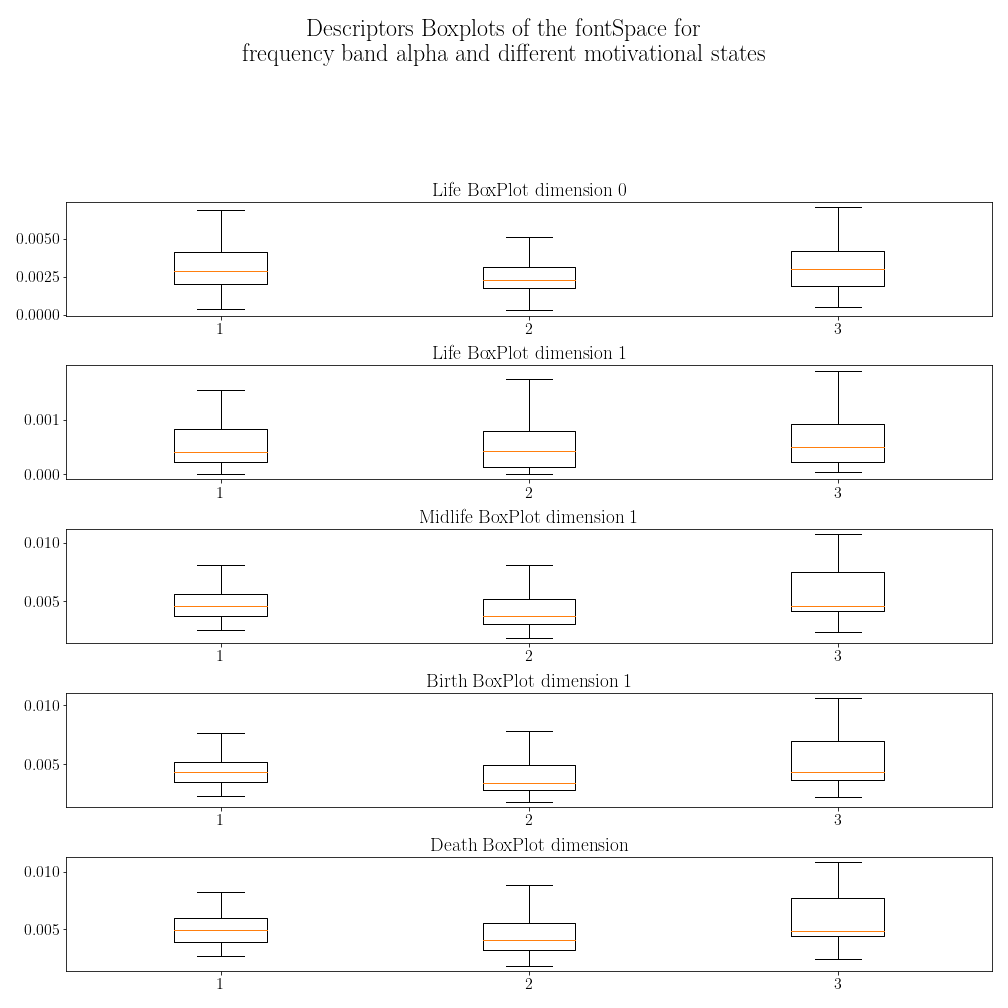 Descriptors Boxplots of the fontSpace for
frequency band alpha and different motivational states
Life BoxPlot dimension 0
0.0050
0.0025
0.0000
1 2 3
Life BoxPlot dimension 1
0.001
0.000
1 2 3
Midlife BoxPlot dimension 1
0.010
0.005
1 2 3
Birth BoxPlot dimension 1
0.010
0.005
1 2 3
Death BoxPlot dimension
0.010
0.005
1 2 3